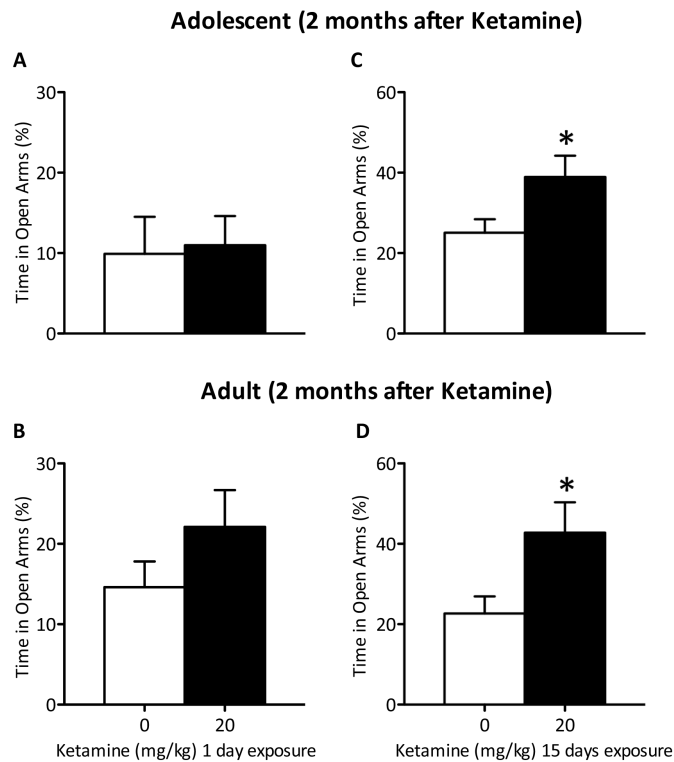 Adolescent (2 months after Ketamine)
A
C
Time in Open Arms (%)
30
20
10
0
Time in Open Arms (%)
60
40
20
0
*
Adult (2 months after Ketamine)
B
D
Time in Open Arms (%)
30
20
10
0
0
20
Ketamine (mg/kg) 1 day exposure
Time in Open Arms (%)
60
40
20
0
*
0
20
Ketamine (mg/kg) 15 days exposure